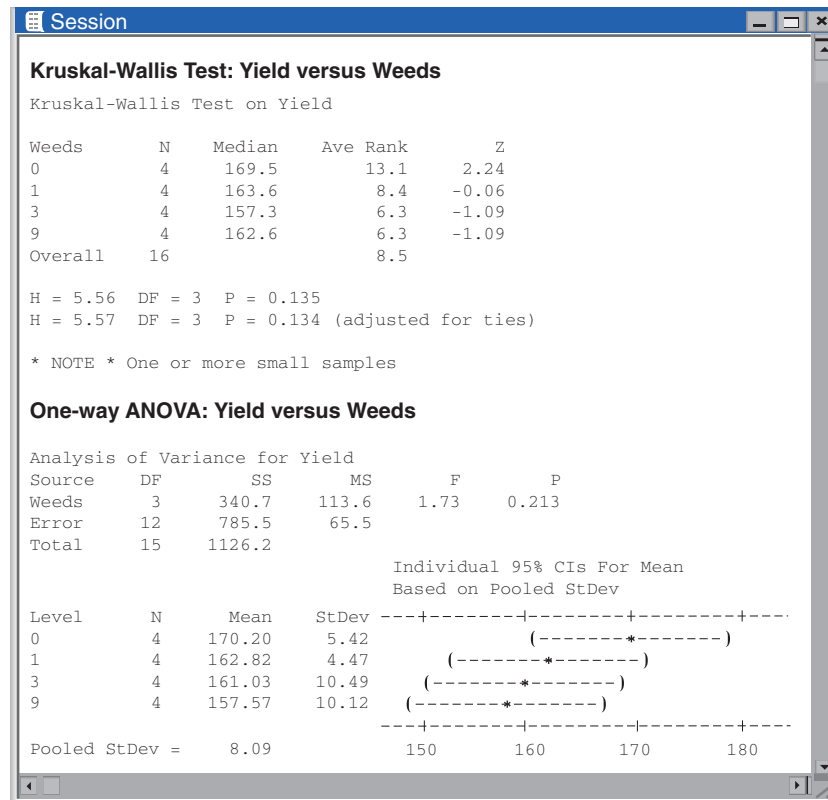 Session
Kruskal-Wallis Test: Yield versus Weeds
Kruskal-Wallis Test on Yield
Weeds N Median Ave Rank Z
0 4 169.5 13.1 2.24
1 4 163.6 8.4 -0.06
3 4 157.3 6.3 -1.09
9 4 162.6 6.3 -1.09
Overall 16 8.5
H = 5.56 DF = 3 P = 0.135
H = 5.57 DF = 3 P = 0.134 (adjusted for ties)
* NOTE * One or more small samples
One-way ANOVA: Yield versus Weeds
Analysis of Variance for Yield
Source DF SS MS F P
Weeds 3 340.7 113.6 1.73 0.213
Error 12 785.5 65.5
Total 15 1126.2
Individual 95% CIs For Mean
Based on Pooled StDev
Level N Mean StDev ---+---------+---------+---------+----
0 4 170.20 5.42 (-------*-------)
1 4 162.82 4.47 (-------*-------)
3 4 161.03 10.49 (-------*-------)
9 4 157.57 10.12 (-------*-------)
---+---------+---------+---------+----
Pooled StDev = 8.09 150 160 170 180